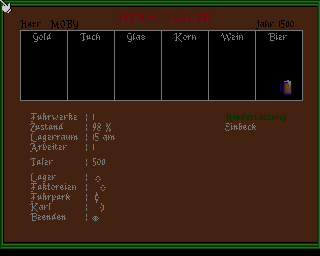 Herr MOBY
Jahr 1500
Gold Tuch Glas Korn Wein Bier
Fuhrwerke : 1
Zustand : 98 %
Lagerraum : 15 qm
Arbeiter : 1
Taler : 500
Niederlassung
Einbeck
Lager :
Faktoreien :
Fuhrpark :
Karl :
Beenden :